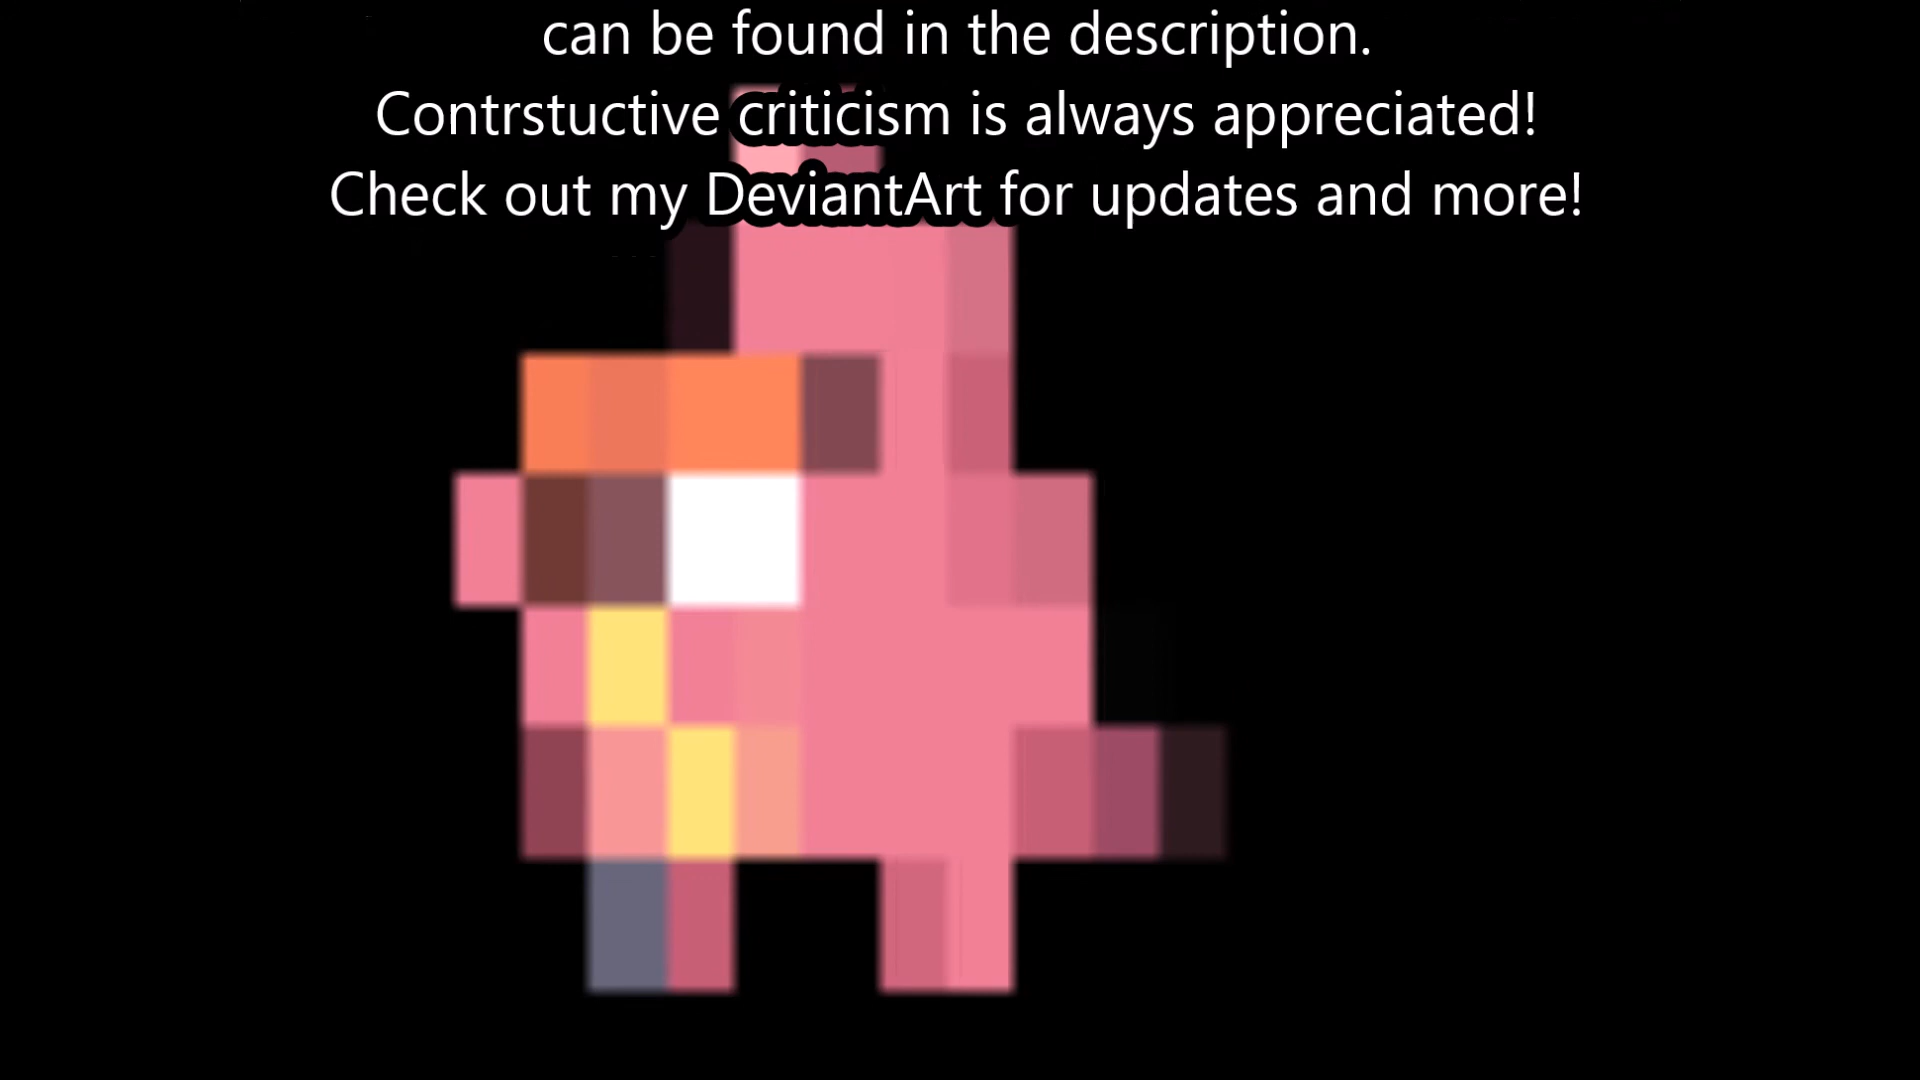 can be found in the description.
Contrstuctive criticism is always appreciated!
Check out my DeviantArt for updates and more!